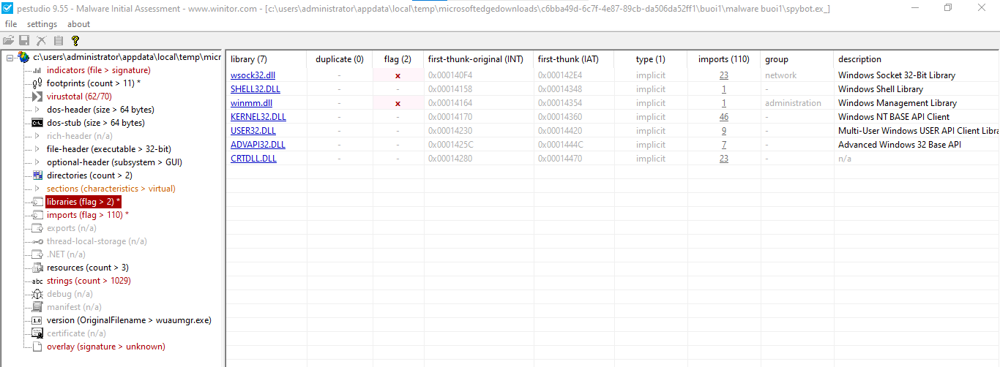 pestudio 9.55 - Malware Initial Assessment - www.winitor.com - [c:\users\administrator\appdata\local\temp\microsoftedgedownloads\c6bba49d-6c7f-4e87-89cb-da506da52ff1\buoi1\malware buoi1\spybot.ex_]
file settings about
c:\users\administrator\appdata\local\temp\micr
indicators (file > signature)
footprints (count > 11) *
virustotal (62/70)
dos-header (size > 64 bytes)
dos-stub (size > 64 bytes)
rich-header (n/a)
file-header (executable > 32-bit)
optional-header (subsystem > GUI)
directories (count > 2)
sections (characteristics > virtual)
libraries (flag > 2) *
imports (flag > 110) *
exports (n/a)
thread-local-storage (n/a)
.NET (n/a)
resources (count > 3)
abc strings (count > 1029)
debug (n/a)
manifest (n/a)
1.0 version (OriginalFilename > wuaumgr.exe)
certificate (n/a)
overlay (signature > unknown)
library (7) duplicate (0) flag (2) first-thunk-original (INT) first-thunk (IAT) type (1) imports (110) group description
wsock32.dll - x 0x000140F4 0x000142E4 implicit 23 network Windows Socket 32-Bit Library
SHELL32.DLL - - 0x00014158 0x00014348 implicit 1 - Windows Shell Library
winmm.dll - x 0x00014164 0x00014354 implicit 1 administration Windows Management Library
KERNEL32.DLL - - 0x00014170 0x00014360 implicit 46 - Windows NT BASE API Client
USER32.DLL - - 0x00014230 0x00014420 implicit 9 - Multi-User Windows USER API Client Libra
ADVAPI32.DLL - - 0x0001425C 0x0001444C implicit 7 - Advanced Windows 32 Base API
CRTDLL.DLL - - 0x00014280 0x00014470 implicit 23 - n/a